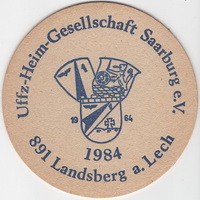 Uffz-Heim-Gesellschaft Saarburg e.V.
19 64
1984
891 Landsberg a. Lech